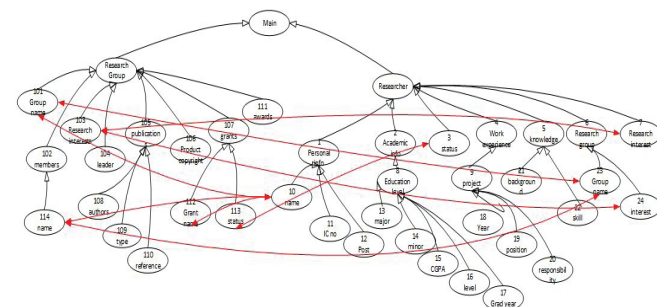 Main
Research
Group
Researcher
101
Group
name
103
Research
interests
105
publication
106
Product
copyright
107
grants
111
awards
102
members
104
leader
1
Personal
2
Academic
info
3
status
4
Work
experience
5
knowledge
6
Research
group
7
Research
interest
114
name
108
authors
109
type
110
reference
112
Grant
name
113
status
10
name
11
IC no
12
Post
8
Education
level
13
major
14
minor
15
CGPA
16
level
17
Grad year
9
project
18
Year
19
position
20
responsibil
ity
21
backgroun
22
skill
23
Group
name
24
interest